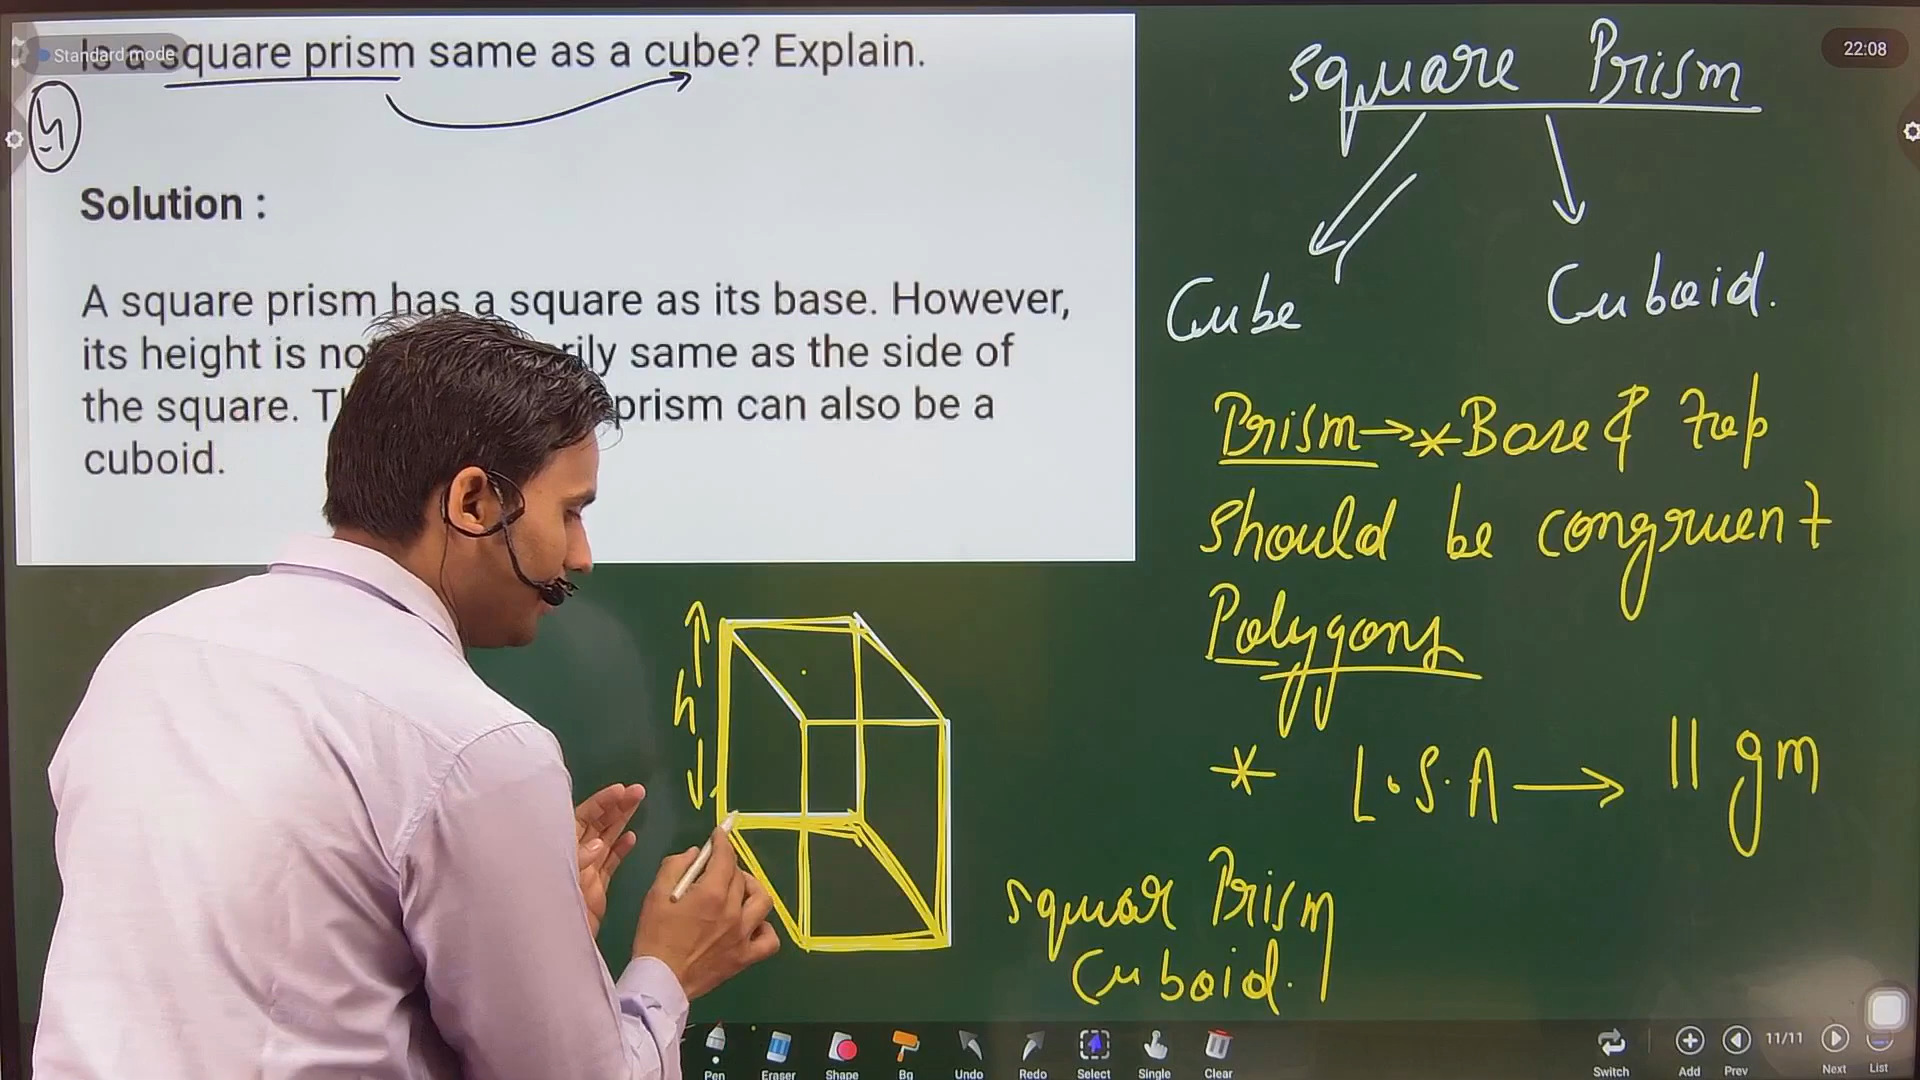 Is a square prism same as a cube? Explain.
Standard mode
Solution :
A square prism has a square as its base. However,
its height is no rily same as the side of
the square. T prism can also be a
cuboid.
h
22:08
square Prism
Cube
Cuboid.
Prism→*Base & top
should be congruent
Polygons
* L.S.A → || gm
squar Prism
Cuboid.
Pen Eraser Shape Bg Undo Redo Select Single Clear
Switch Add Prev 11/11 Next List